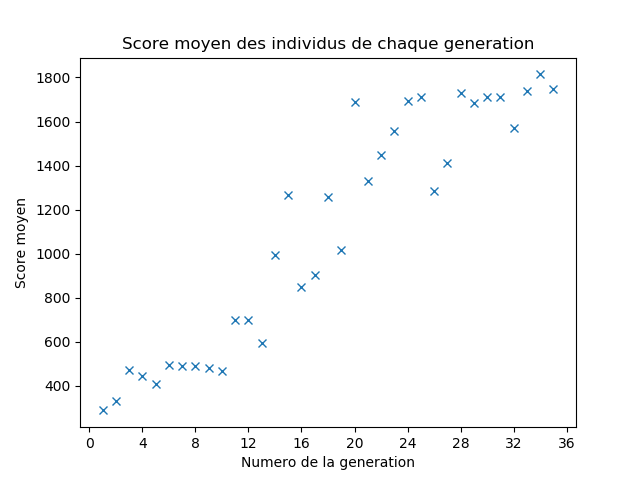 Score moyen des individus de chaque generation
Score moyen
1800
1600
1400
1200
1000
800
600
400
0 4 8 12 16 20 24 28 32 36
Numero de la generation